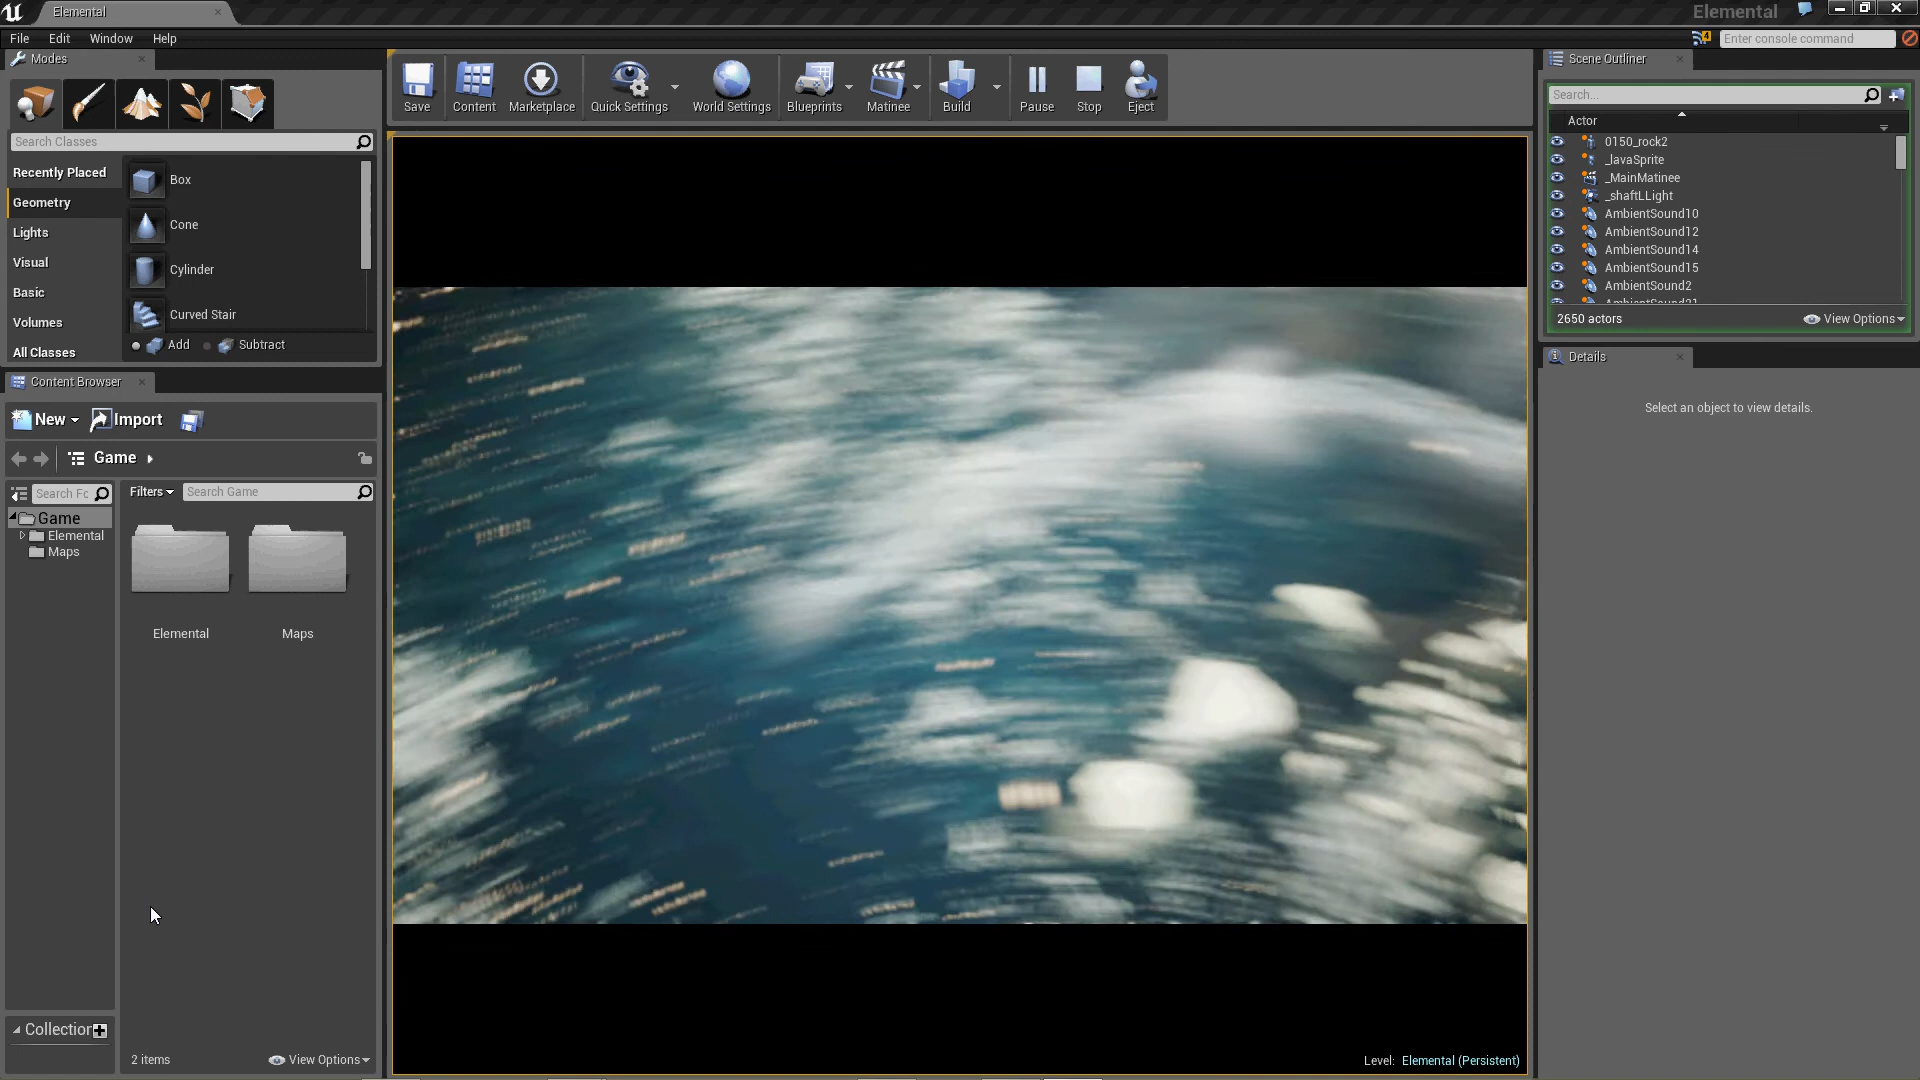 Elemental
Elemental
File Edit Window Help
Enter console command
Modes
Search Classes
Recently Placed
Geometry
Lights
Visual
Basic
Volumes
All Classes
Box
Cone
Cylinder
Curved Stair
Add Subtract
Content Browser
New Import
Game
Search Fc
Filters Search Game
Game
Elemental
Maps
Elemental Maps
Collection
2 items View Options
Save Content Marketplace Quick Settings World Settings Blueprints Matinee Build Pause Stop Eject
Level: Elemental (Persistent)
Scene Outliner
Search...
Actor
0150_rock2
_lavaSprite
_MainMatinee
_shaftLLight
AmbientSound10
AmbientSound12
AmbientSound14
AmbientSound15
AmbientSound2
2650 actors View Options
Details
Select an object to view details.